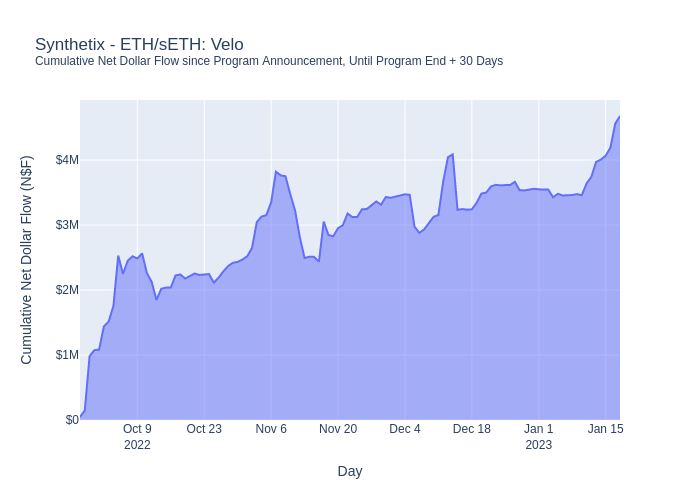 Synthetix - ETH/sETH: Velo
Cumulative Net Dollar Flow since Program Announcement, Until Program End + 30 Days
Cumulative Net Dollar Flow (N$F)
$4M
$3M
$2M
$1M
$0
Oct 9 Oct 23 Nov 6 Nov 20 Dec 4 Dec 18 Jan 1 Jan 15
2022 2023
Day